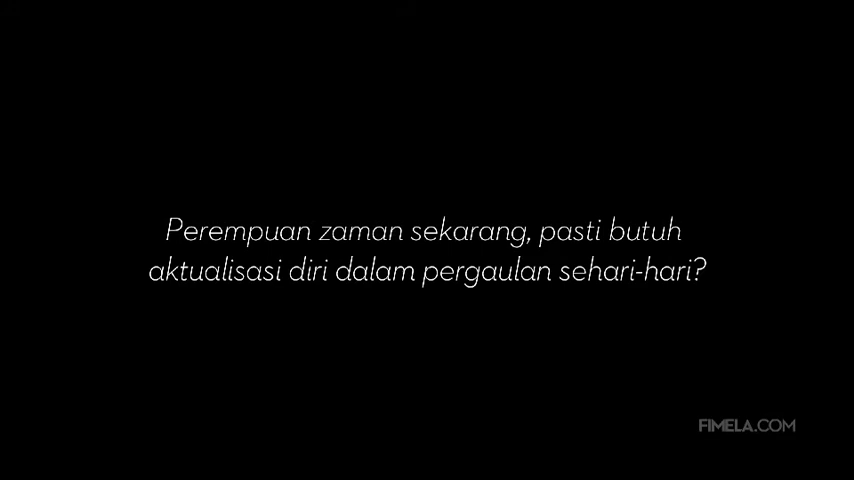 Perempuan zaman sekarang, pasti butuh
aktualisasi diri dalam pergaulan sehari-hari?
FIMELA.COM